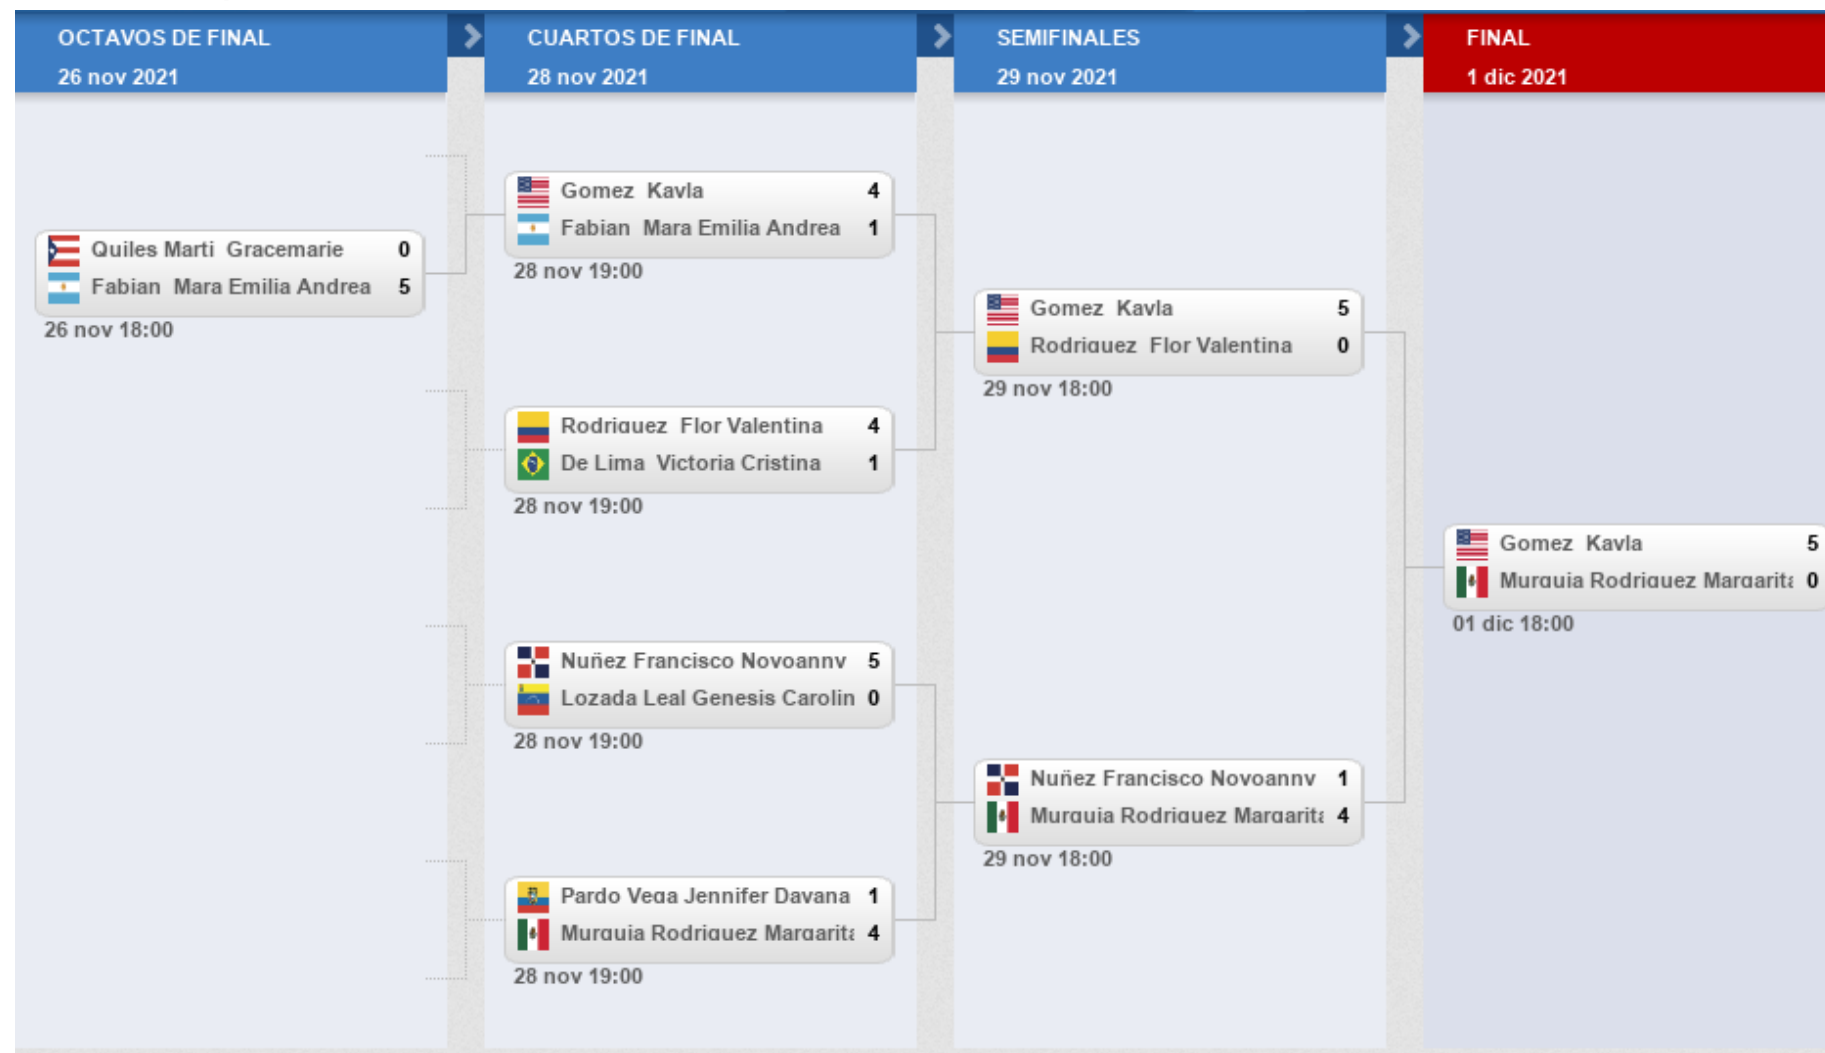 OCTAVOS DE FINAL
26 nov 2021
Quiles Marti Gracemarie 0
Fabian Mara Emilia Andrea 5
26 nov 18:00
CUARTOS DE FINAL
28 nov 2021
Gomez Kayla 4
Fabian Mara Emilia Andrea 1
28 nov 19:00
Rodriguez Flor Valentina 4
De Lima Victoria Cristina 1
28 nov 19:00
Nuñez Francisco Novoanny 5
Lozada Leal Genesis Carolin 0
28 nov 19:00
Pardo Vega Jennifer Dayana 1
Murguia Rodriguez Margarita 4
28 nov 19:00
SEMIFINALES
29 nov 2021
Gomez Kayla 5
Rodriguez Flor Valentina 0
29 nov 18:00
Nuñez Francisco Novoanny 1
Murguia Rodriguez Margarita 4
29 nov 18:00
FINAL
1 dic 2021
Gomez Kayla 5
Murguia Rodriguez Margarita 0
01 dic 18:00